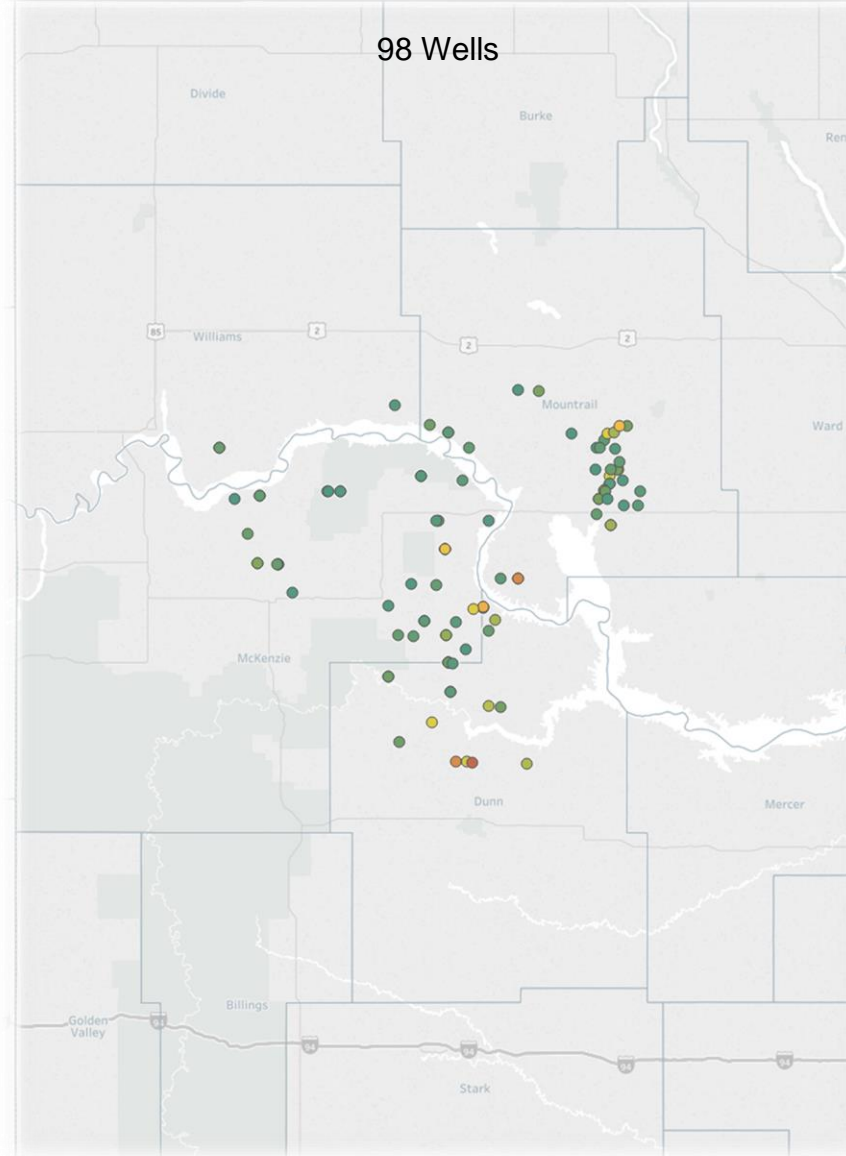 98 Wells
Divide
Burke
Ren
85
Williams
2
2
2
Mountrail
Ward
McKenzie
Dunn
Mercer
Billings
Golden
Valley
94
94
94
94
94
Stark